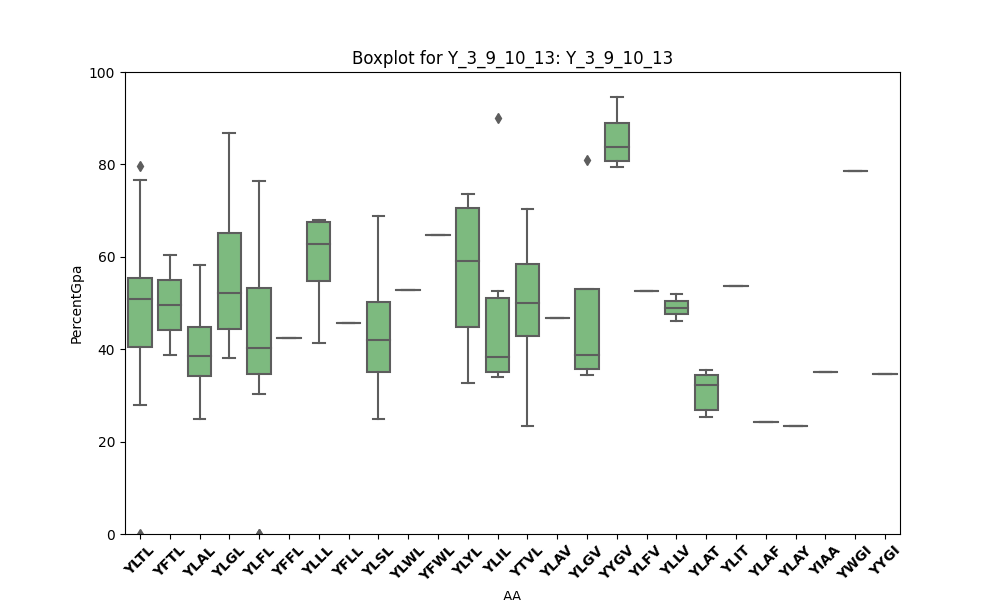 Boxplot for Y_3_9_10_13: Y_3_9_10_13
100
80
60
40
20
0
PercentGpa
YLTL YFTL YLAL YLGL YLFL YFFL YLLL YFLL YLSL YLWL YFWL YLYL YLIL YTVL YLAV YLGV YYGV YLFV YLLV YLAT YLIT YLAF YLAY YIAA YWGI YYGI
AA